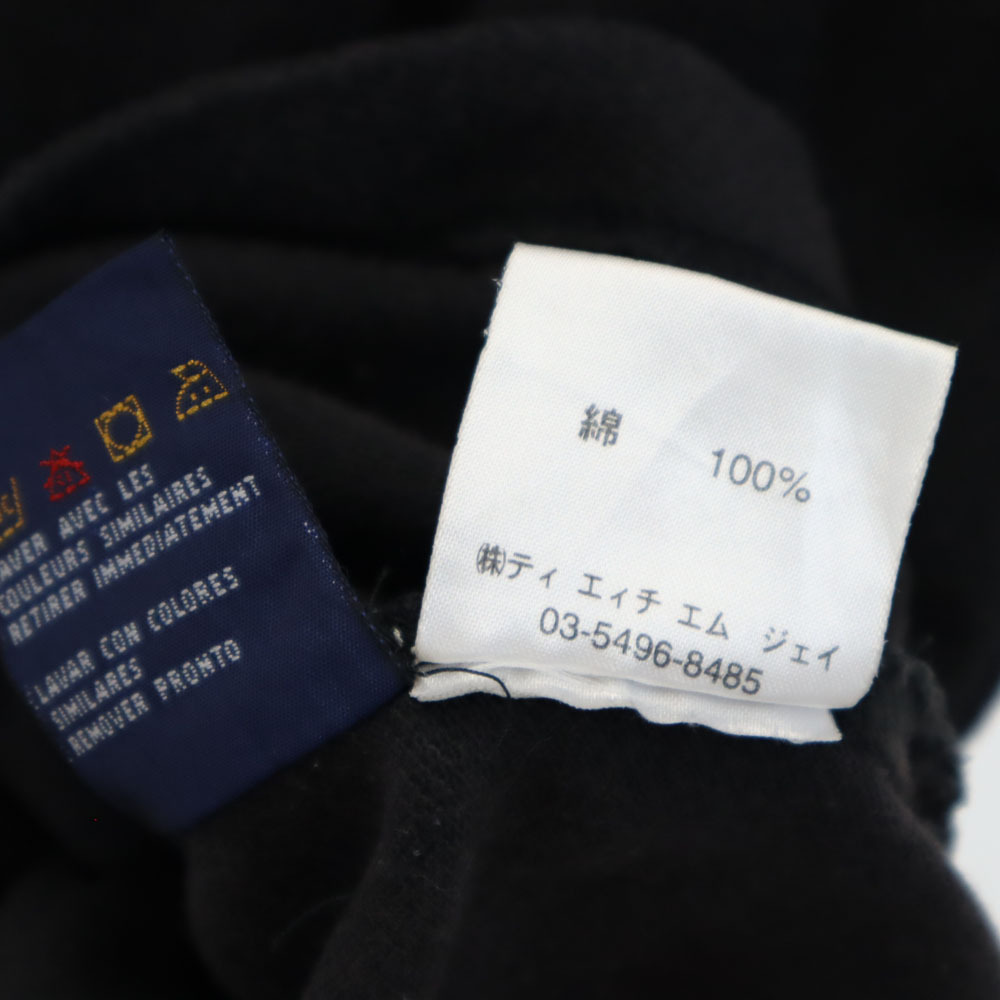 AVER AVEC LES
COULEURS SIMILAIRES
RETIRER IMMEDIATEMENT
LAVAR CON COLORES
SIMILARES
REMOVER PRONTO
綿 100%
㈱ティ エィチ エム ジェイ
03-5496-8485